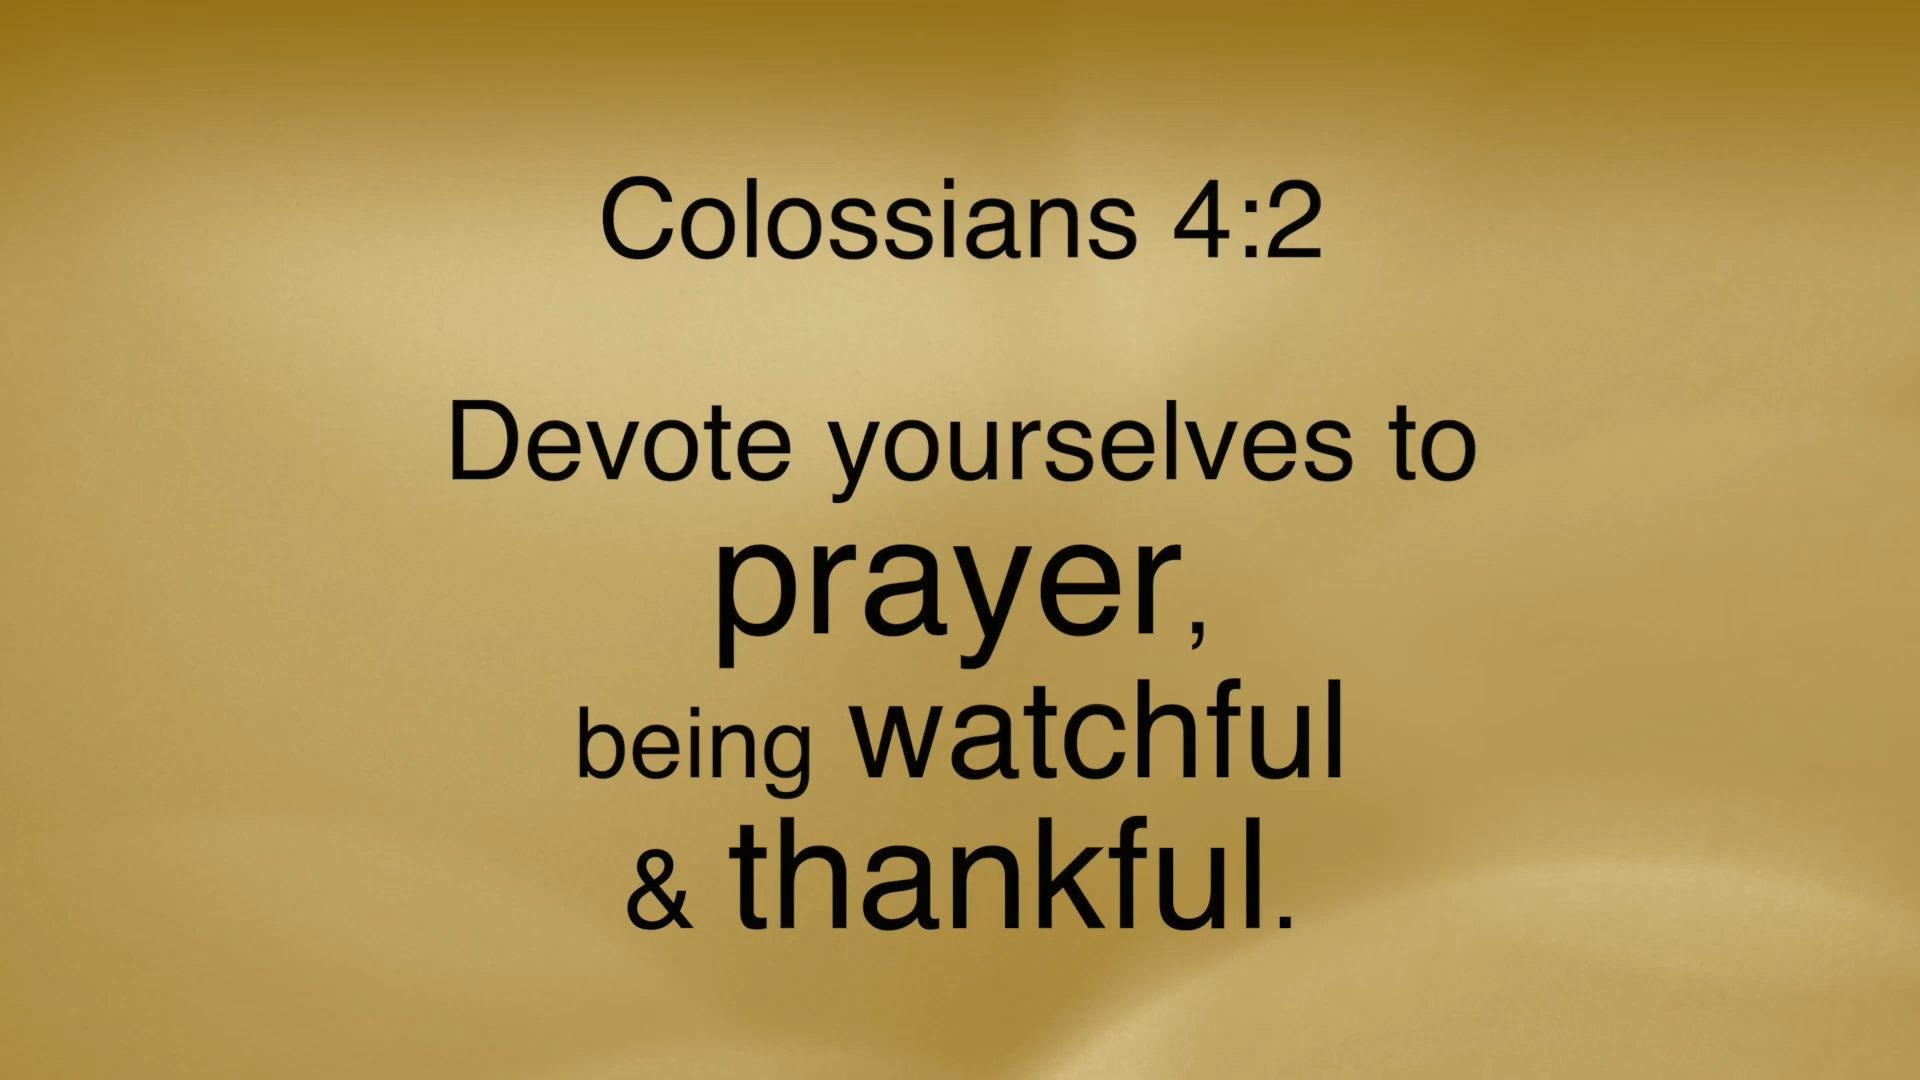 Colossians 4:2
Devote yourselves to
prayer,
being watchful
& thankful.